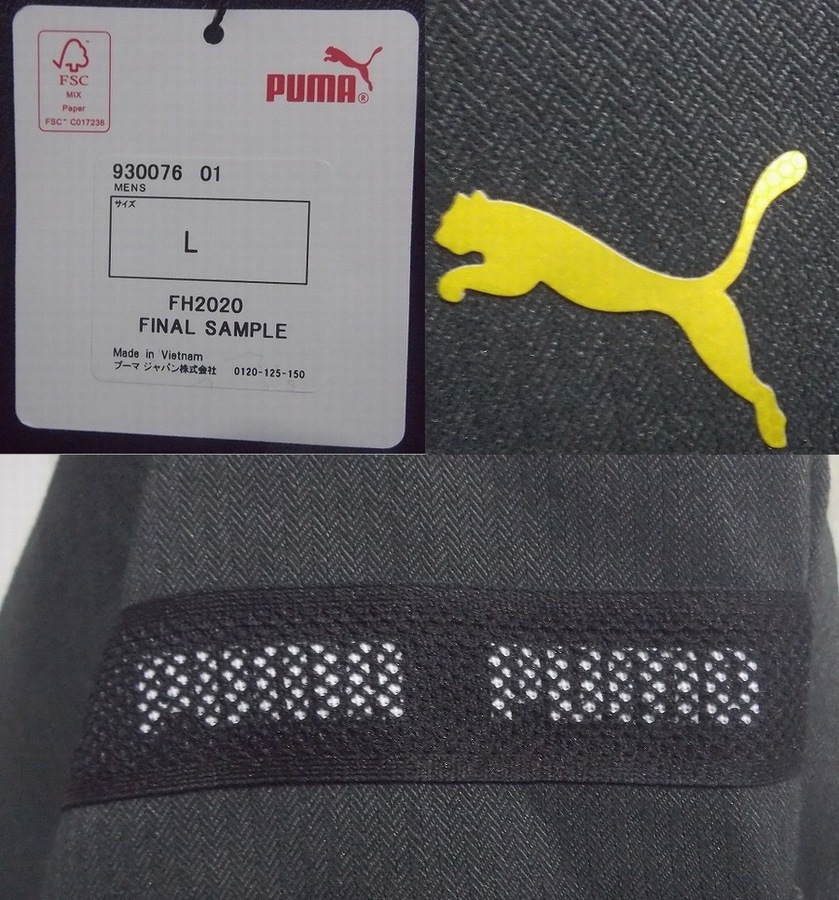 FSC
MIX
Paper
FSC™ C017236
PUMA®
930076 01
MENS
サイズ
L
FH2020
FINAL SAMPLE
Made in Vietnam
プーマ ジャパン株式会社 0120-125-150
PUMA PUMA